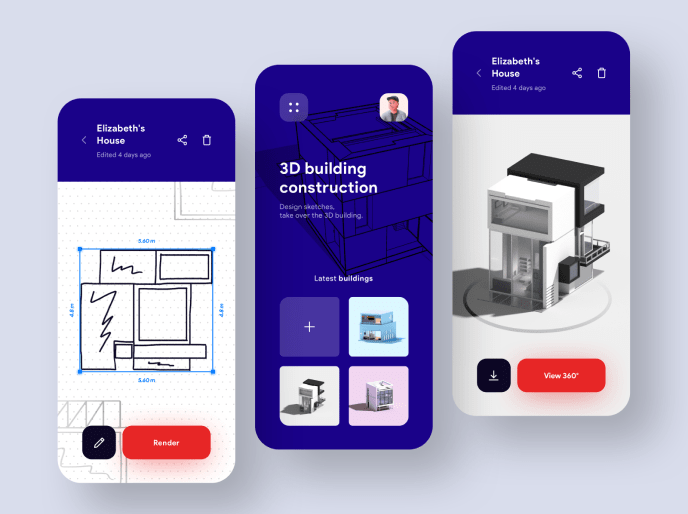 Elizabeth's
House
Edited 4 days ago
5.60 m
4.8 m
4.8 m
5.60 m
Render
3D building
construction
Design sketches,
take over the 3D building.
Latest buildings
Elizabeth's
House
Edited 4 days ago
View 360°